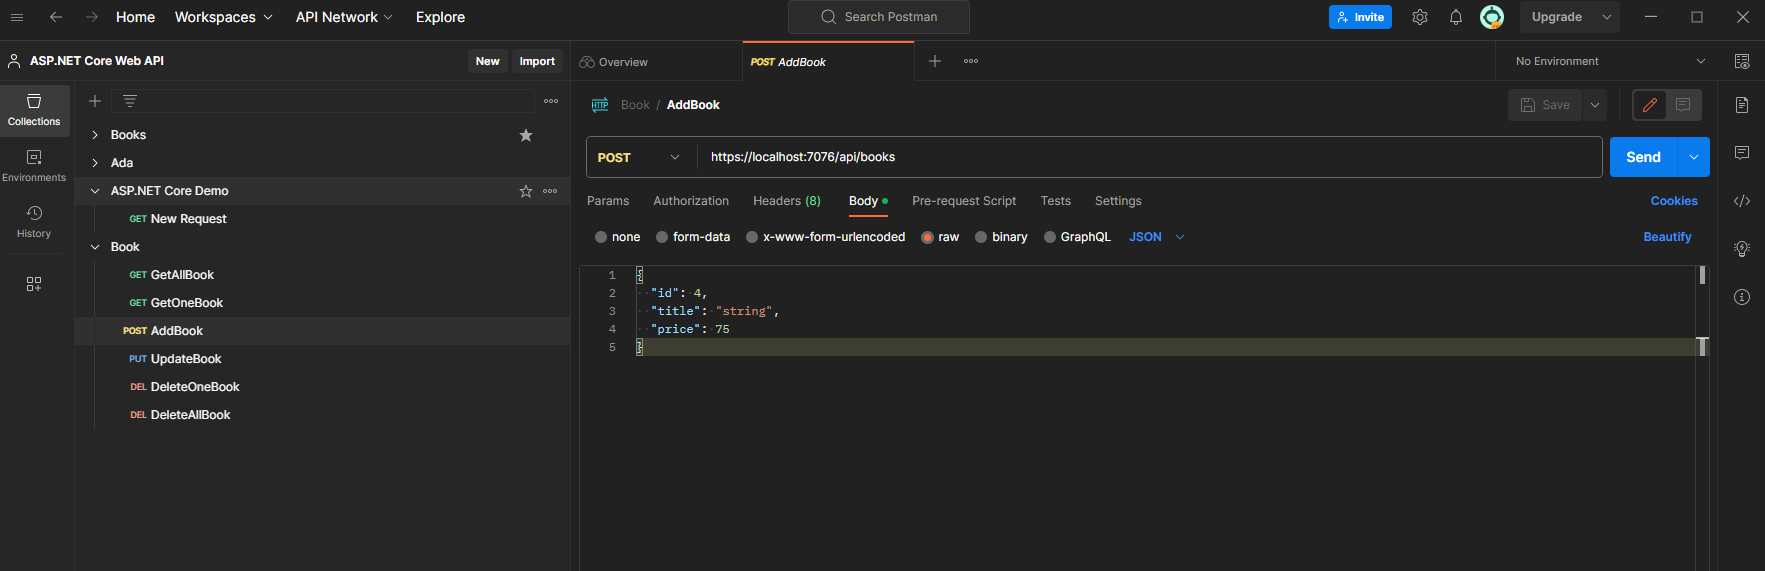 Home Workspaces API Network Explore Search Postman Invite Upgrade
ASP.NET Core Web API New Import Overview POST AddBook No Environment
Collections
Environments
History
Books
Ada
ASP.NET Core Demo
GET New Request
Book
GET GetAllBook
GET GetOneBook
POST AddBook
PUT UpdateBook
DEL DeleteOneBook
DEL DeleteAllBook
HTTP Book / AddBook Save
POST https://localhost:7076/api/books Send
Params Authorization Headers (8) Body Pre-request Script Tests Settings Cookies
none form-data x-www-form-urlencoded raw binary GraphQL JSON Beautify
1 {
2 "id": 4,
3 "title": "string",
4 "price": 75
5 }